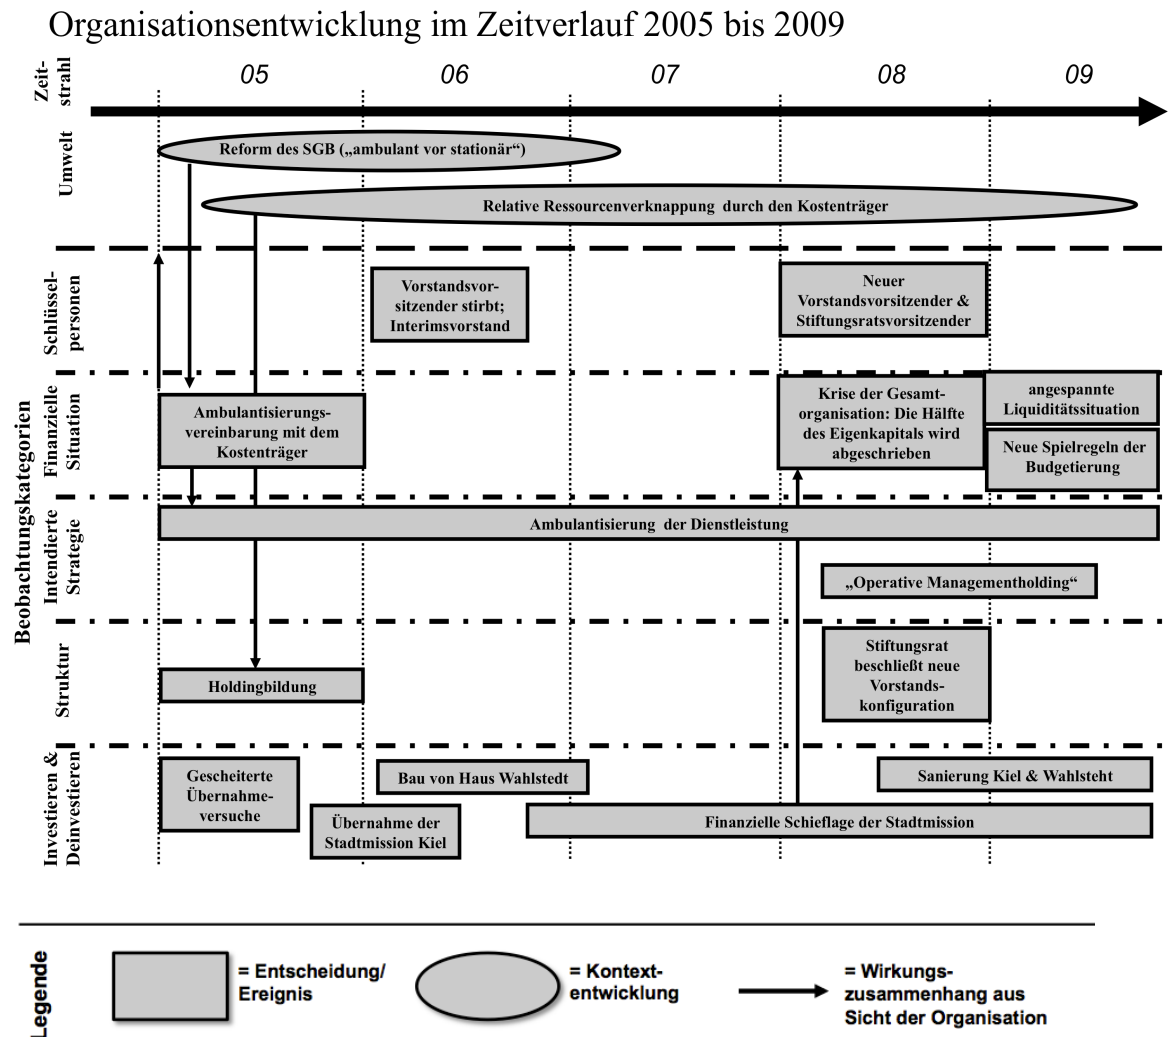 Organisationsentwicklung im Zeitverlauf 2005 bis 2009
Zeit-
strahl
05
06
07
08
09
Umwelt
Reform des SGB („ambulant vor stationär“)
Relative Ressourcenverknappung durch den Kostenträger
Beobachtungskategorien
Schlüssel-
personen
Vorstandsvor-
sitzender stirbt;
Interimsvorstand
Neuer
Vorstandsvorsitzender &
Stiftungsratsvorsitzender
Finanzielle
Situation
Ambulantisierungs-
vereinbarung mit dem
Kostenträger
Krise der Gesamt-
organisation: Die Hälfte
des Eigenkapitals wird
abgeschrieben
angespannte
Liquiditätssituation
Neue Spielregeln der
Budgetierung
Intendierte
Strategie
Ambulantisierung der Dienstleistung
„Operative Managementholding“
Struktur
Holdingbildung
Stiftungsrat
beschließt neue
Vorstands-
konfiguration
Investieren &
Deinvestieren
Gescheiterte
Übernahme-
versuche
Bau von Haus Wahlstedt
Sanierung Kiel & Wahlsteht
Übernahme der
Stadtmission Kiel
Finanzielle Schieflage der Stadtmission
Legende
= Entscheidung/
Ereignis
= Kontext-
entwicklung
= Wirkungs-
zusammenhang aus
Sicht der Organisation